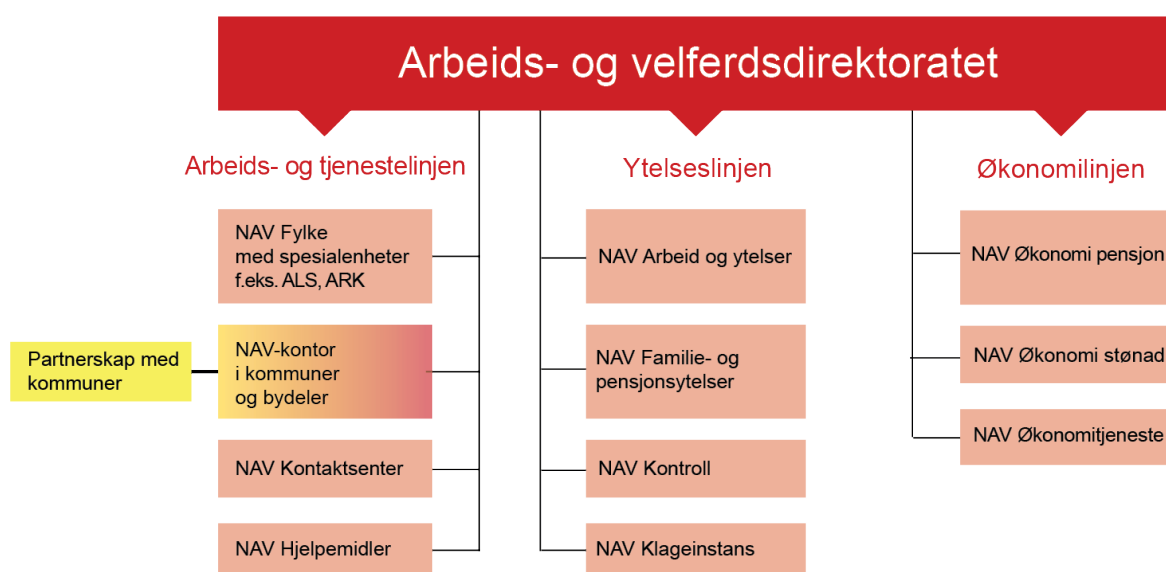 Arbeids- og velferdsdirektoratet
Arbeids- og tjenestelinjen
NAV Fylke
med spesialenheter
f.eks. ALS, ARK
Partnerskap med
kommuner
NAV-kontor
i kommuner
og bydeler
NAV Kontaktsenter
NAV Hjelpemidler
Ytelseslinjen
NAV Arbeid og ytelser
NAV Familie- og
pensjonsytelser
NAV Kontroll
NAV Klageinstans
Økonomilinjen
NAV Økonomi pensjon
NAV Økonomi stønad
NAV Økonomitjeneste